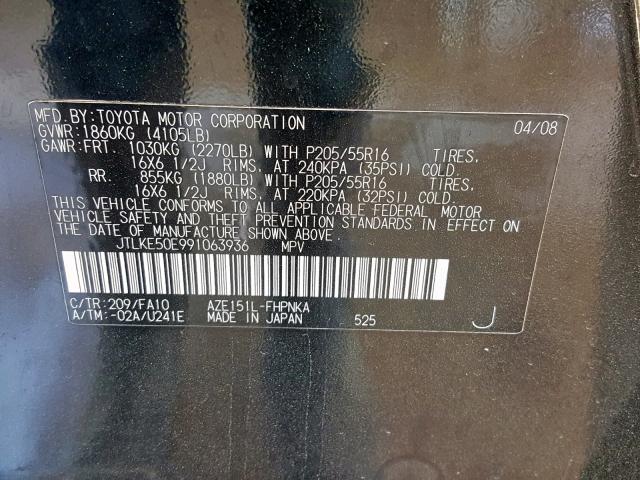 MFD.BY:TOYOTA MOTOR CORPORATION 04/08
GVWR:1860KG (4105LB)
GAWR:FRT. 1030KG (2270LB) WITH P205/55R16 TIRES,
16X6 1/2J RIMS, AT 240KPA (35PSI) COLD.
RR. 855KG (1880LB) WITH P205/55R16 TIRES,
16X6 1/2J RIMS, AT 220KPA (32PSI) COLD.
THIS VEHICLE CONFORMS TO ALL APPLICABLE FEDERAL MOTOR
VEHICLE SAFETY AND THEFT PREVENTION STANDARDS IN EFFECT ON
THE DATE OF MANUFACTURE SHOWN ABOVE.
JTLKE50E991063936 MPV
C/TR:209/FA10 AZE151L-FHPNKA
A/TM:-02A/U241E MADE IN JAPAN 525 J